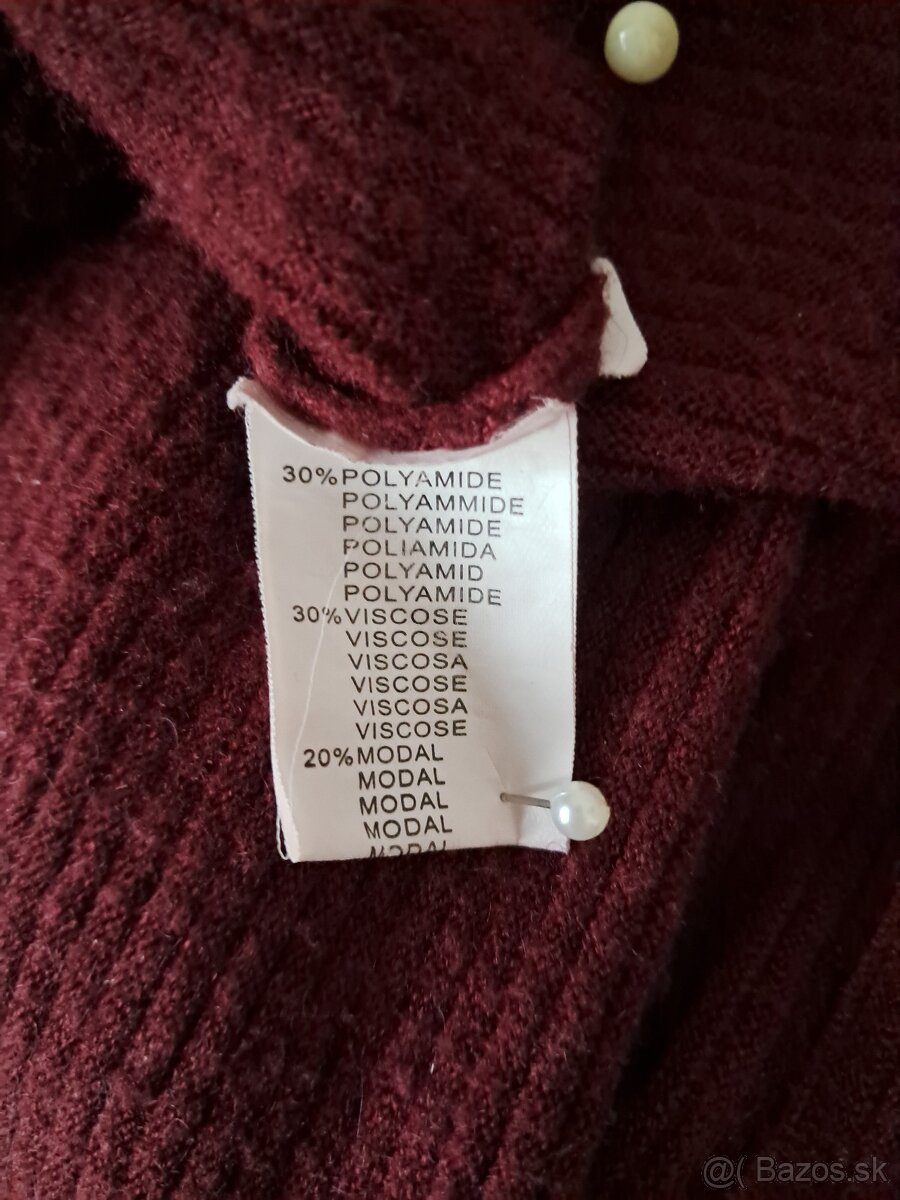 30% POLYAMIDE
POLYAMMIDE
POLYAMIDE
POLIAMIDA
POLYAMID
POLYAMIDE
30% VISCOSE
VISCOSE
VISCOSA
VISCOSE
VISCOSA
VISCOSE
20% MODAL
MODAL
MODAL
MODAL
MODAL
@( Bazos.sk